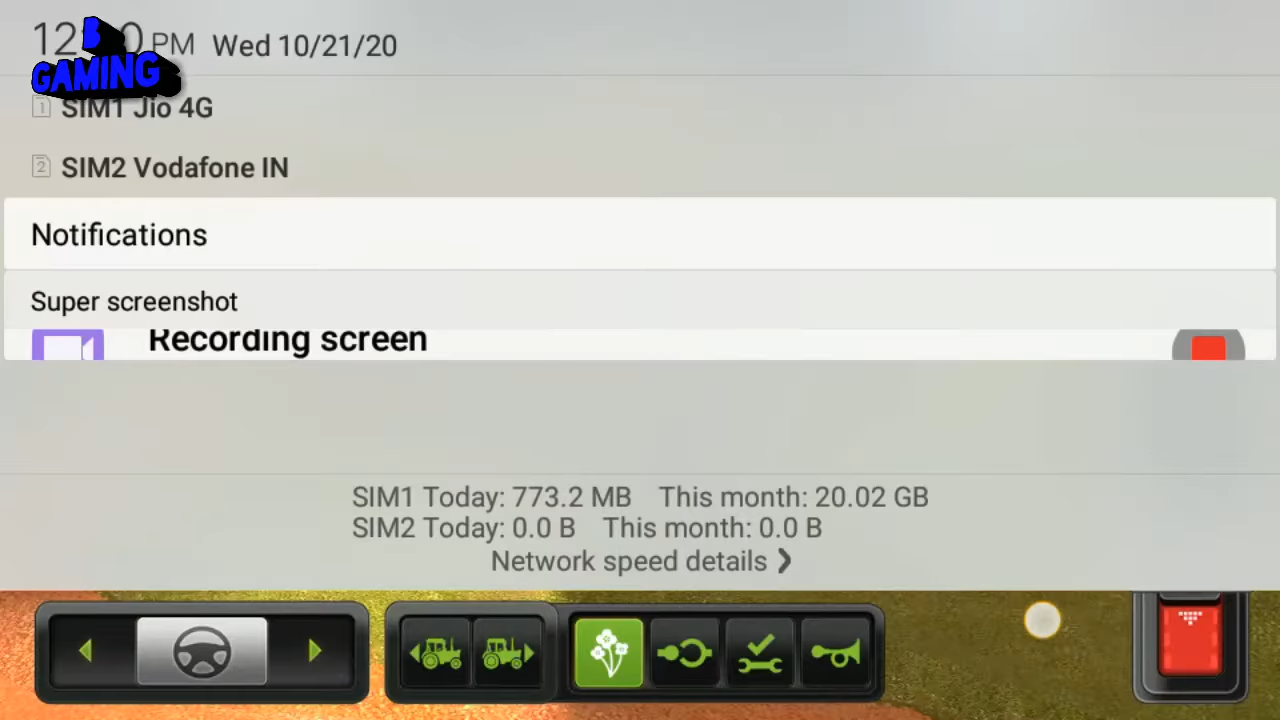 PM Wed 10/21/20
B
GAMING
SIM1 Jio 4G
SIM2 Vodafone IN
Notifications
Super screenshot
Recording screen
SIM1 Today: 773.2 MB This month: 20.02 GB
SIM2 Today: 0.0 B This month: 0.0 B
Network speed details